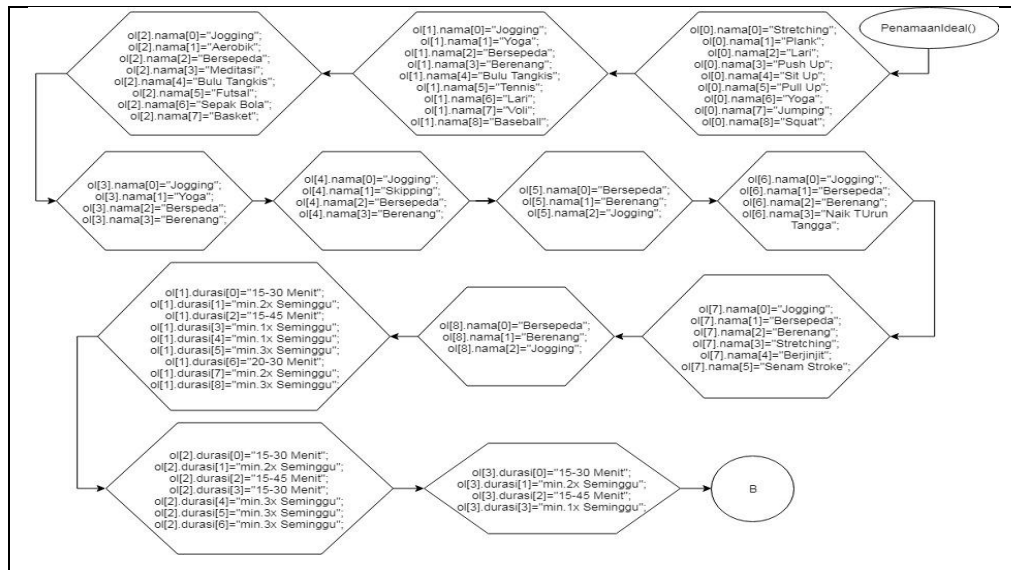 PenamaanIdeal()
ol[0].nama[0]="Stretching";
ol[0].nama[1]="Plank";
ol[0].nama[2]="Lari";
ol[0].nama[3]="Push Up";
ol[0].nama[4]="Sit Up";
ol[0].nama[5]="Pull Up";
ol[0].nama[6]="Yoga";
ol[0].nama[7]="Jumping";
ol[0].nama[8]="Squat";
ol[1].nama[0]="Jogging";
ol[1].nama[1]="Yoga";
ol[1].nama[2]="Bersepeda";
ol[1].nama[3]="Berenang";
ol[1].nama[4]="Bulu Tangkis";
ol[1].nama[5]="Tennis";
ol[1].nama[6]="Lari";
ol[1].nama[7]="Voli";
ol[1].nama[8]="Baseball";
ol[2].nama[0]="Jogging";
ol[2].nama[1]="Aerobik";
ol[2].nama[2]="Bersepeda";
ol[2].nama[3]="Meditasi";
ol[2].nama[4]="Bulu Tangkis";
ol[2].nama[5]="Futsal";
ol[2].nama[6]="Sepak Bola";
ol[2].nama[7]="Basket";
ol[3].nama[0]="Jogging";
ol[3].nama[1]="Yoga";
ol[3].nama[2]="Berspeda";
ol[3].nama[3]="Berenang";
ol[4].nama[0]="Jogging";
ol[4].nama[1]="Skipping";
ol[4].nama[2]="Bersepeda";
ol[4].nama[3]="Berenang";
ol[5].nama[0]="Bersepeda";
ol[5].nama[1]="Berenang";
ol[5].nama[2]="Jogging";
ol[6].nama[0]="Jogging";
ol[6].nama[1]="Bersepeda";
ol[6].nama[2]="Berenang";
ol[6].nama[3]="Naik TUrun
Tangga";
ol[7].nama[0]="Jogging";
ol[7].nama[1]="Bersepeda";
ol[7].nama[2]="Berenang";
ol[7].nama[3]="Stretching";
ol[7].nama[4]="Berjinjit";
ol[7].nama[5]="Senam Stroke";
ol[8].nama[0]="Bersepeda";
ol[8].nama[1]="Berenang";
ol[8].nama[2]="Jogging";
ol[1].durasi[0]="15-30 Menit";
ol[1].durasi[1]="min.2x Seminggu";
ol[1].durasi[2]="15-45 Menit";
ol[1].durasi[3]="min.1x Seminggu";
ol[1].durasi[4]="min.1x Seminggu";
ol[1].durasi[5]="min.3x Seminggu";
ol[1].durasi[6]="20-30 Menit";
ol[1].durasi[7]="min.2x Seminggu";
ol[1].durasi[8]="min.3x Seminggu";
ol[2].durasi[0]="15-30 Menit";
ol[2].durasi[1]="min.2x Seminggu";
ol[2].durasi[2]="15-45 Menit";
ol[2].durasi[3]="15-30 Menit";
ol[2].durasi[4]="min.3x Seminggu";
ol[2].durasi[5]="min.3x Seminggu";
ol[2].durasi[6]="min.3x Seminggu";
ol[3].durasi[0]="15-30 Menit";
ol[3].durasi[1]="min.2x Seminggu";
ol[3].durasi[2]="15-45 Menit";
ol[3].durasi[3]="min.1x Seminggu";
B